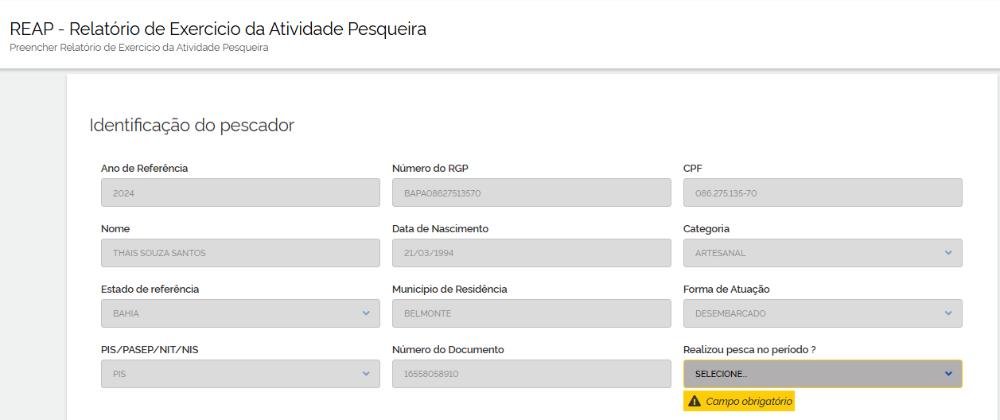 REAP - Relatório de Exercicio da Atividade Pesqueira
Preencher Relatório de Exercicio da Atividade Pesqueira
Identificação do pescador
Ano de Referência
Número do RGP
CPF
2024
BAPA08627513570
086.275.135-70
Nome
Data de Nascimento
Categoria
THAIS SOUZA SANTOS
21/03/1994
ARTESANAL
Estado de referência
Município de Residência
Forma de Atuação
BAHIA
BELMONTE
DESEMBARCADO
PIS/PASEP/NIT/NIS
Número do Documento
Realizou pesca no período ?
PIS
16558058910
SELECIONE...
Campo obrigatório